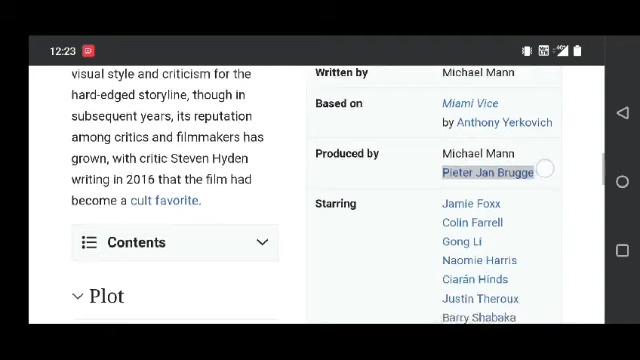 12:23
visual style and criticism for the
hard-edged storyline, though in
subsequent years, its reputation
among critics and filmmakers has
grown, with critic Steven Hyden
writing in 2016 that the film had
become a cult favorite.
Contents
Plot
Written by Michael Mann
Based on Miami Vice
by Anthony Yerkovich
Produced by Michael Mann
Pieter Jan Brugge
Starring Jamie Foxx
Colin Farrell
Gong Li
Naomie Harris
Ciarán Hinds
Justin Theroux
Barry Shabaka